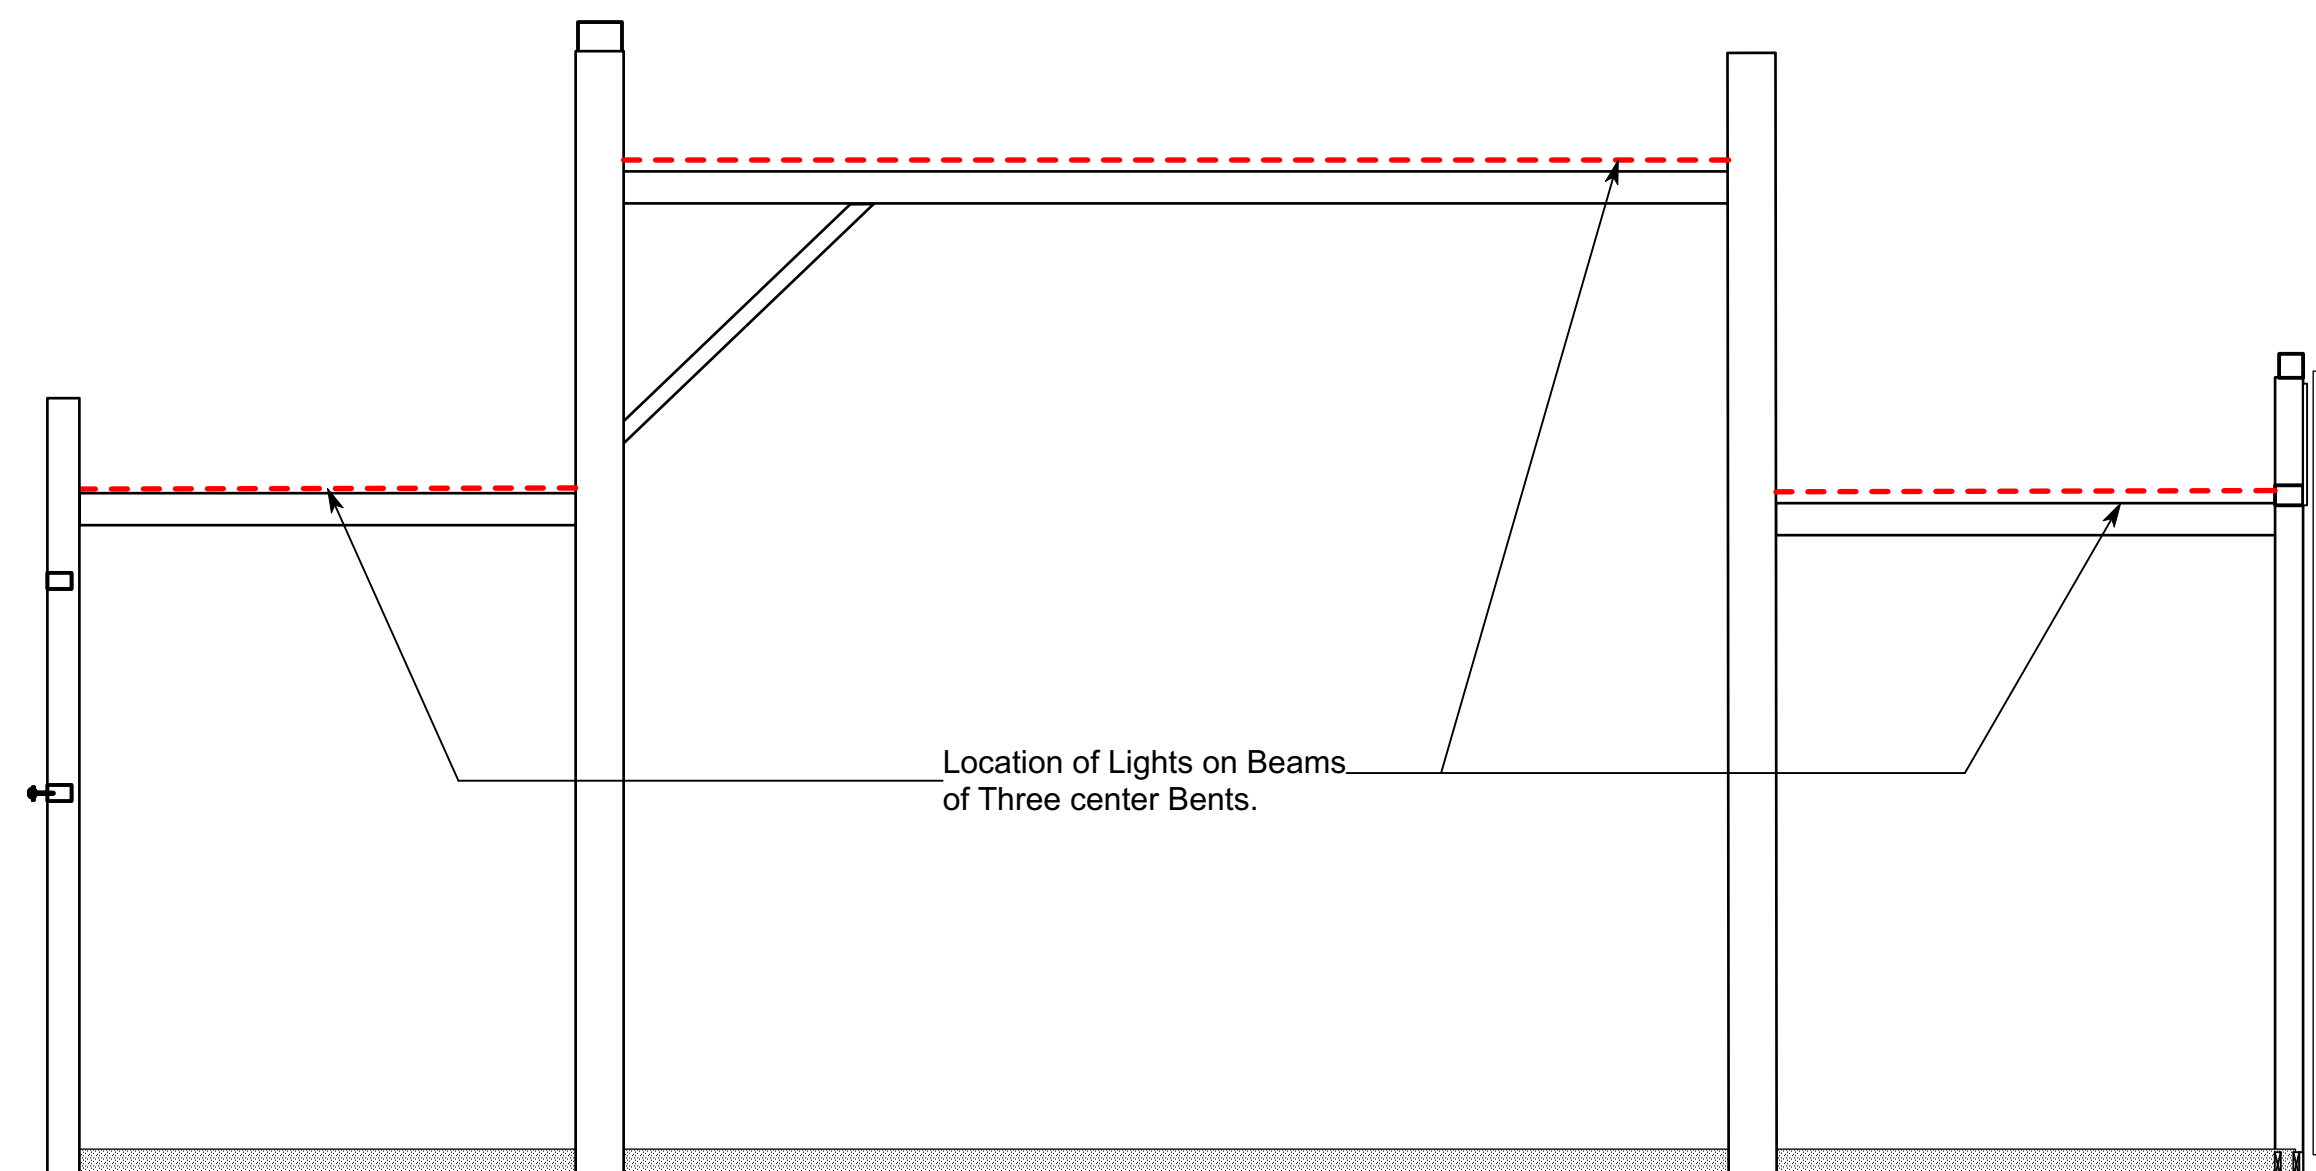 Location of Lights on Beams
of Three center Bents.